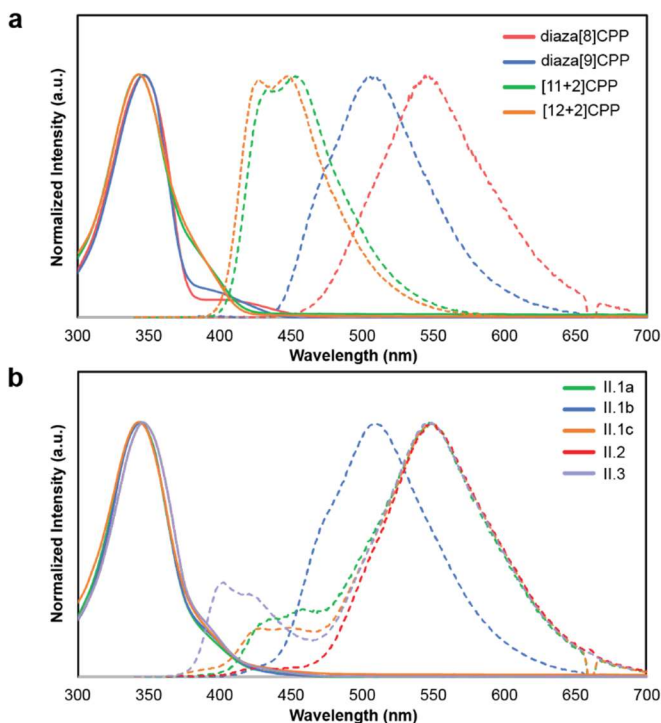 a
diaza[8]CPP
diaza[9]CPP
[11+2]CPP
[12+2]CPP
Normalized Intensity (a.u.)
300 350 400 450 500 550 600 650 700
Wavelength (nm)
b
II.1a
II.1b
II.1c
II.2
II.3
Normalized Intensity (a.u.)
300 350 400 450 500 550 600 650 700
Wavelength (nm)